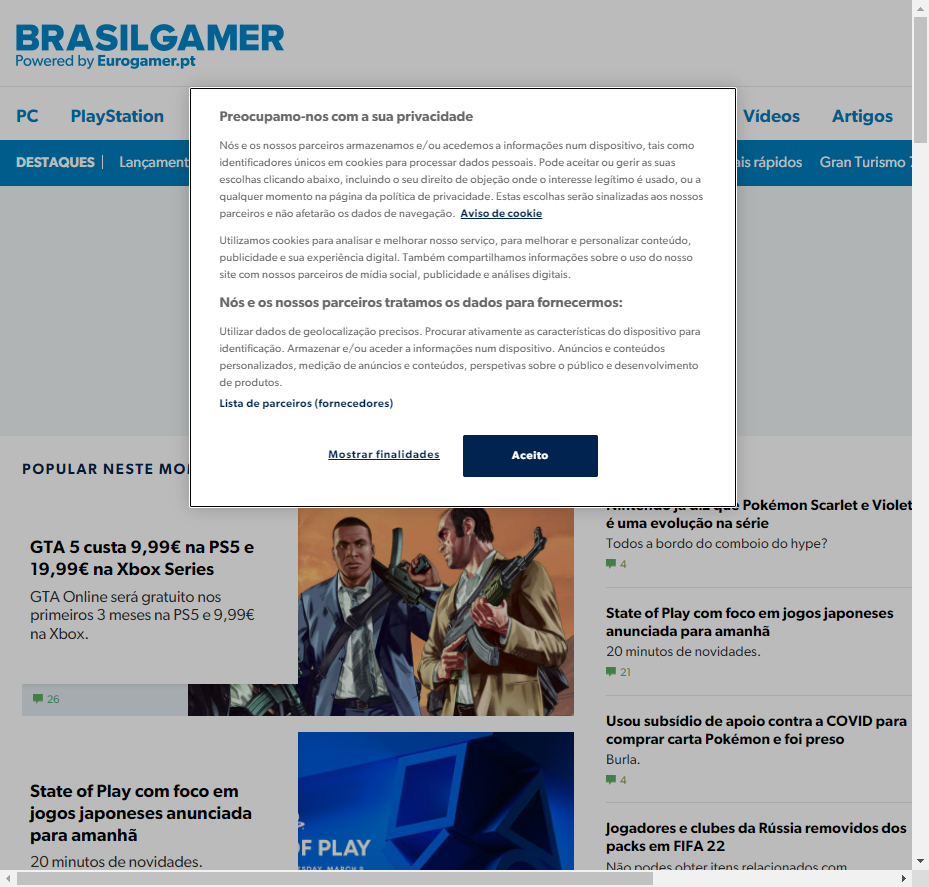 BRASILGAMER
Powered by Eurogamer.pt
PC PlayStation Vídeos Artigos
DESTAQUES Lançament ais rápidos Gran Turismo 7
Preocupamo-nos com a sua privacidade
Nós e os nossos parceiros armazenamos e/ou acedemos a informações num dispositivo, tais como
identificadores únicos em cookies para processar dados pessoais. Pode aceitar ou gerir as suas
escolhas clicando abaixo, incluindo o seu direito de objeção onde o interesse legítimo é usado, ou a
qualquer momento na página da política de privacidade. Estas escolhas serão sinalizadas aos nossos
parceiros e não afetarão os dados de navegação. Aviso de cookie
Utilizamos cookies para analisar e melhorar nosso serviço, para melhorar e personalizar conteúdo,
publicidade e sua experiência digital. Também compartilhamos informações sobre o uso do nosso
site com nossos parceiros de mídia social, publicidade e análises digitais.
Nós e os nossos parceiros tratamos os dados para fornecermos:
Utilizar dados de geolocalização precisos. Procurar ativamente as características do dispositivo para
identificação. Armazenar e/ou aceder a informações num dispositivo. Anúncios e conteúdos
personalizados, medição de anúncios e conteúdos, perspetivas sobre o público e desenvolvimento
de produtos.
Lista de parceiros (fornecedores)
Mostrar finalidades
Aceito
POPULAR NESTE MO
GTA 5 custa 9,99€ na PS5 e
19,99€ na Xbox Series
GTA Online será gratuito nos
primeiros 3 meses na PS5 e 9,99€
na Xbox.
26
State of Play com foco em
jogos japoneses anunciada
para amanhã
20 minutos de novidades.
OF PLAY
Nintendo já diz que Pokémon Scarlet e Violet
é uma evolução na série
Todos a bordo do comboio do hype?
4
State of Play com foco em jogos japoneses
anunciada para amanhã
20 minutos de novidades.
21
Usou subsídio de apoio contra a COVID para
comprar carta Pokémon e foi preso
Burla.
4
Jogadores e clubes da Rússia removidos dos
packs em FIFA 22
Não podes obter itens relacionados com